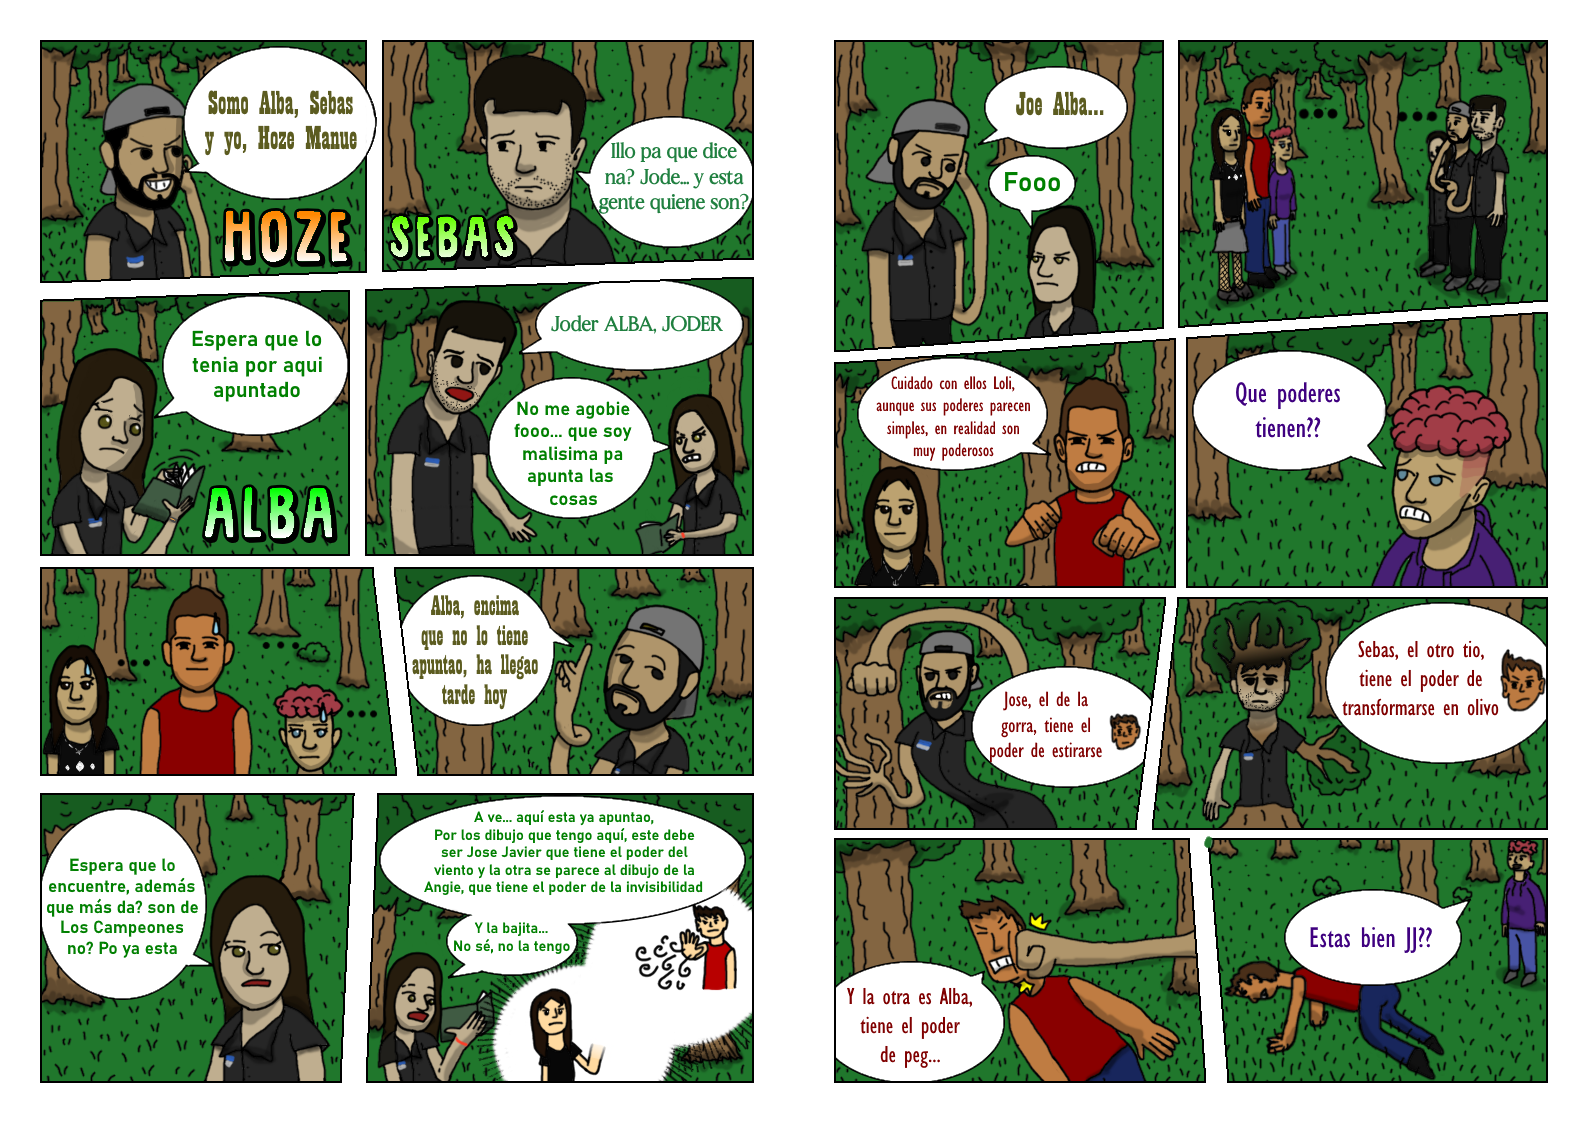 Somo Alba, Sebas
y yo, Hoze Manue
HOZE
Illo pa que dice
na? Jode... y esta
gente quiene son?
SEBAS
Espera que lo
tenia por aqui
apuntado
ALBA
Joder ALBA, JODER
No me agobie
fooo... que soy
malisima pa
apunta las
cosas
Alba, encima
que no lo tiene
apuntao, ha llegao
tarde hoy
Espera que lo
encuentre, además
que más da? son de
Los Campeones
no? Po ya esta
A ve... aquí esta ya apuntao,
Por los dibujo que tengo aquí, este debe
ser Jose Javier que tiene el poder del
viento y la otra se parece al dibujo de la
Angie, que tiene el poder de la invisibilidad
Y la bajita...
No sé, no la tengo
Joe Alba...
Fooo
Cuidado con ellos Loli,
aunque sus poderes parecen
simples, en realidad son
muy poderosos
Que poderes
tienen??
Jose, el de la
gorra, tiene el
poder de estirarse
Sebas, el otro tio,
tiene el poder de
transformarse en olivo
Y la otra es Alba,
tiene el poder
de peg...
Estas bien JJ??